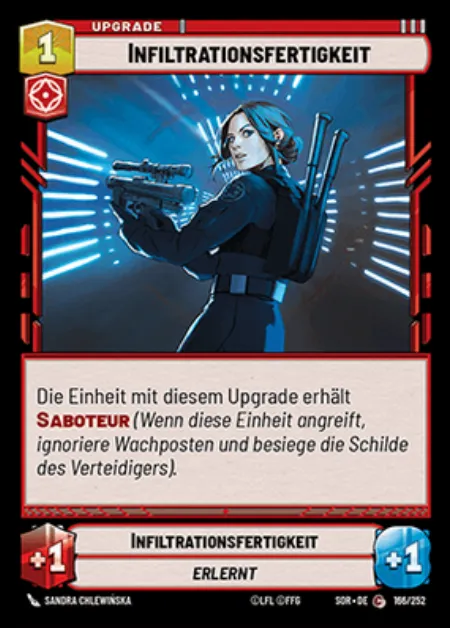 UPGRADE
1
INFILTRATIONSFERTIGKEIT
Die Einheit mit diesem Upgrade erhält
SABOTEUR (Wenn diese Einheit angreift,
ignoriere Wachposten und besiege die Schilde
des Verteidigers).
+1
INFILTRATIONSFERTIGKEIT
+1
ERLERNT
SANDRA CHLEWIŃSKA
©LFL ©FFG
SOR • DE
C
166/252